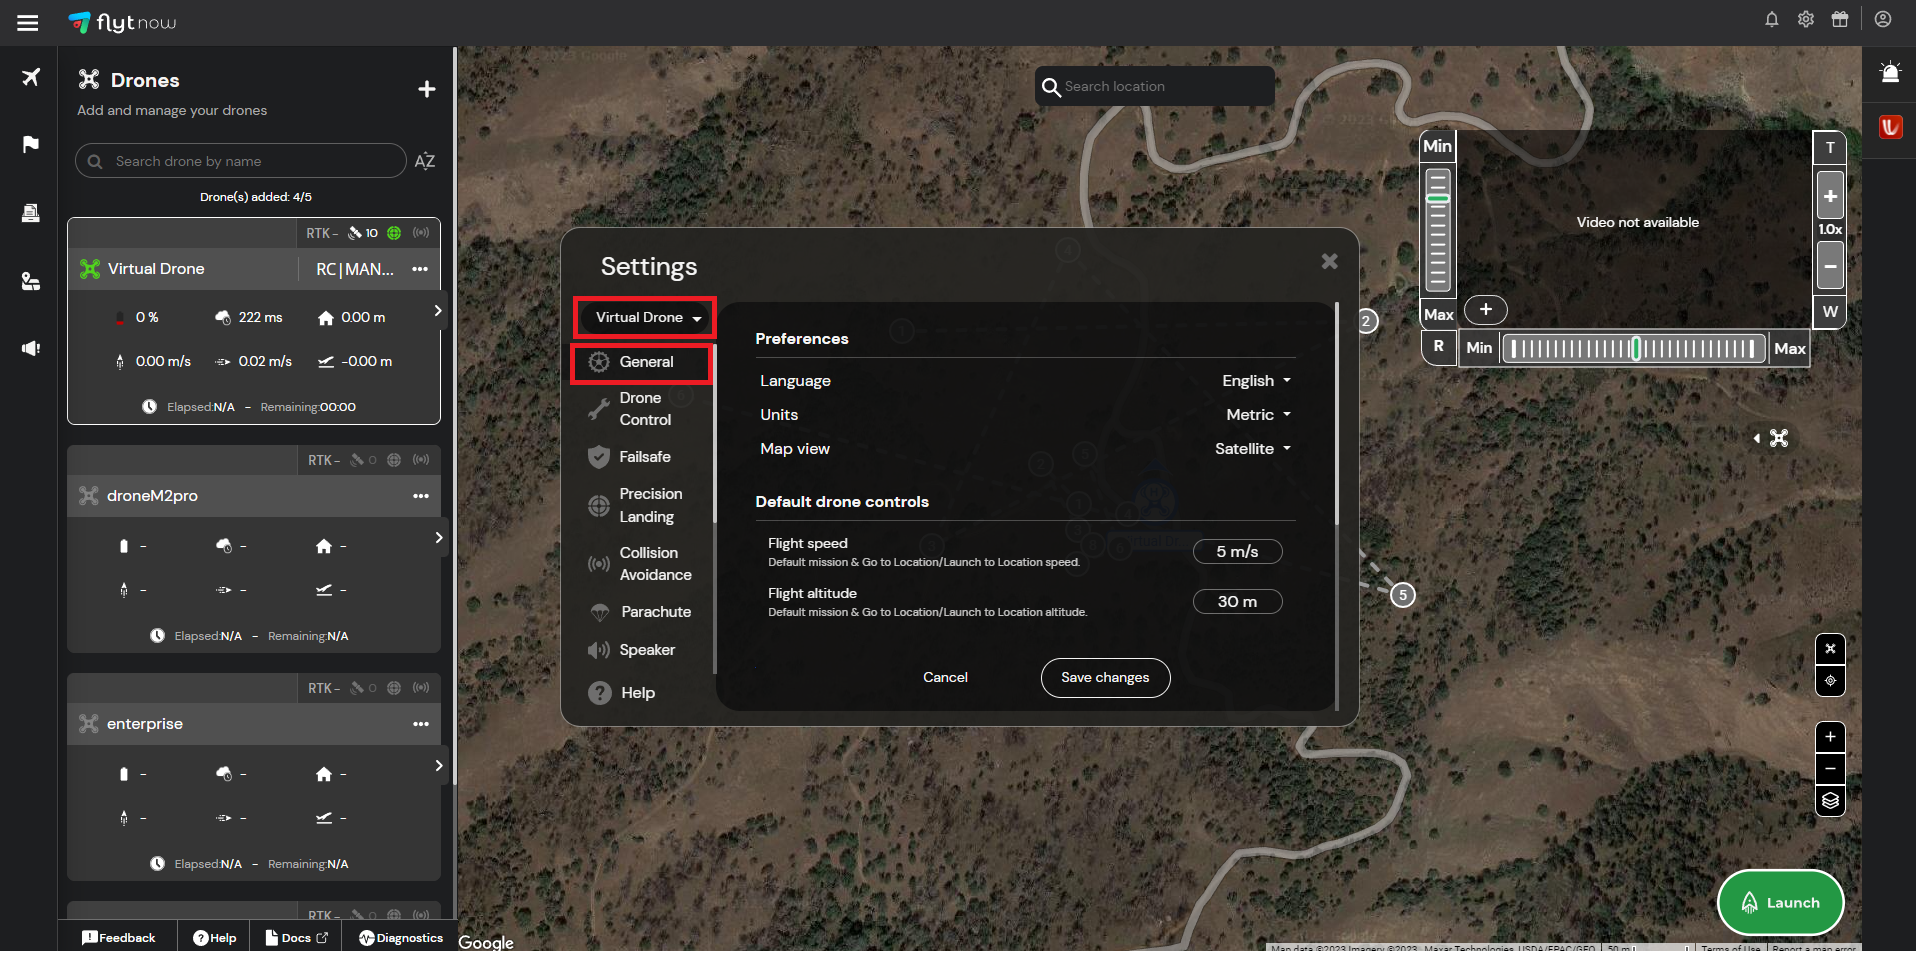 flytnow
Drones
Add and manage your drones
Search drone by name
AZ
Drone(s) added: 4/5
RTK -
10
Virtual Drone
RC|MAN...
0 %
222 ms
0.00 m
0.00 m/s
0.02 m/s
-0.00 m
Elapsed:N/A - Remaining:00:00
RTK - 0
droneM2pro
-
-
-
-
-
-
Elapsed:N/A - Remaining:N/A
RTK - 0
enterprise
-
-
-
-
-
-
Elapsed:N/A - Remaining:N/A
RTK - 0
Feedback
Help
Docs
Diagnostics
Search location
Settings
Virtual Drone
General
Drone
Control
Failsafe
Precision
Landing
Collision
Avoidance
Parachute
Speaker
Help
Preferences
Language
English
Units
Metric
Map view
Satellite
Default drone controls
Flight speed
Default mission & Go to Location/Launch to Location speed.
5 m/s
Flight altitude
Default mission & Go to Location/Launch to Location altitude.
30 m
Cancel
Save changes
Min
Max
R
Min
Max
Video not available
T
+
1.0x
−
W
+
2
5
+
−
Launch
Google
Map data ©2023 Imagery ©2023 , Maxar Technologies, USDA/FPAC/GEO
50 m
Terms of Use
Report a map error